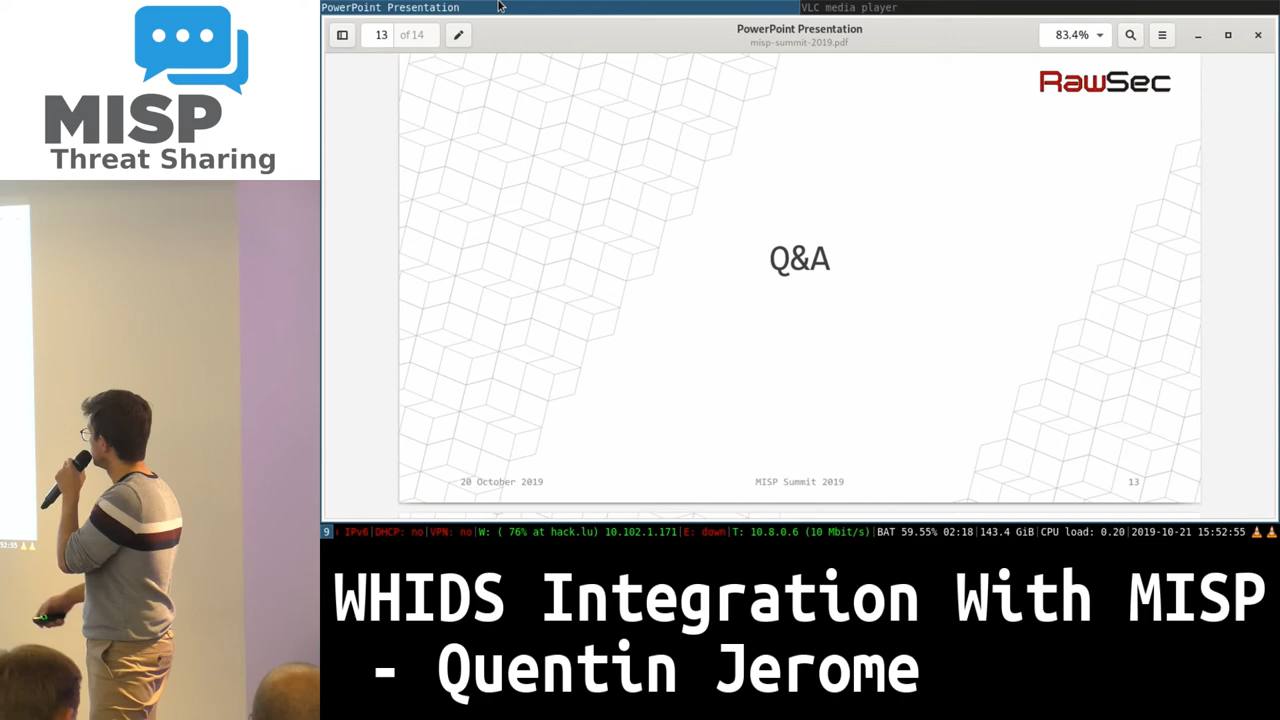 MISP
Threat Sharing
PowerPoint Presentation
VLC media player
13 of 14
PowerPoint Presentation
misp-summit-2019.pdf
83.4%
RawSec
Q&A
20 October 2019
MISP Summit 2019
13
9 IPv6|DHCP: no|VPN: no|W: ( 76% at hack.lu) 10.102.1.171|E: down|T: 10.8.0.6 (10 Mbit/s)|BAT 59.55% 02:18|143.4 GiB|CPU load: 0.20|2019-10-21 15:52:55
52:55
WHIDS Integration With MISP
- Quentin Jerome